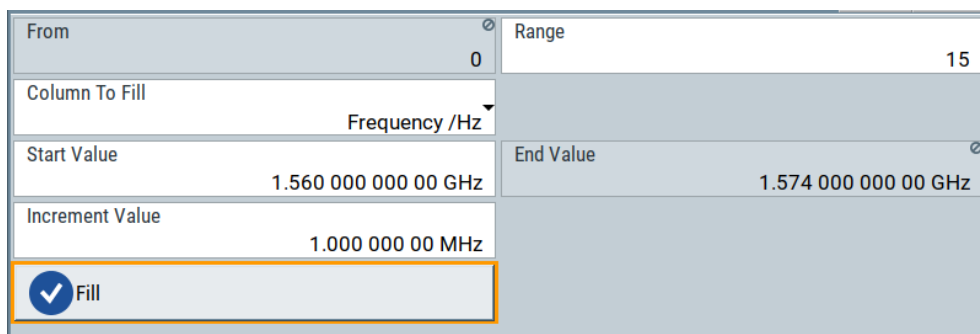 From
0
Range
15
Column To Fill
Frequency /Hz
Start Value
1.560 000 000 00 GHz
End Value
1.574 000 000 00 GHz
Increment Value
1.000 000 00 MHz
Fill